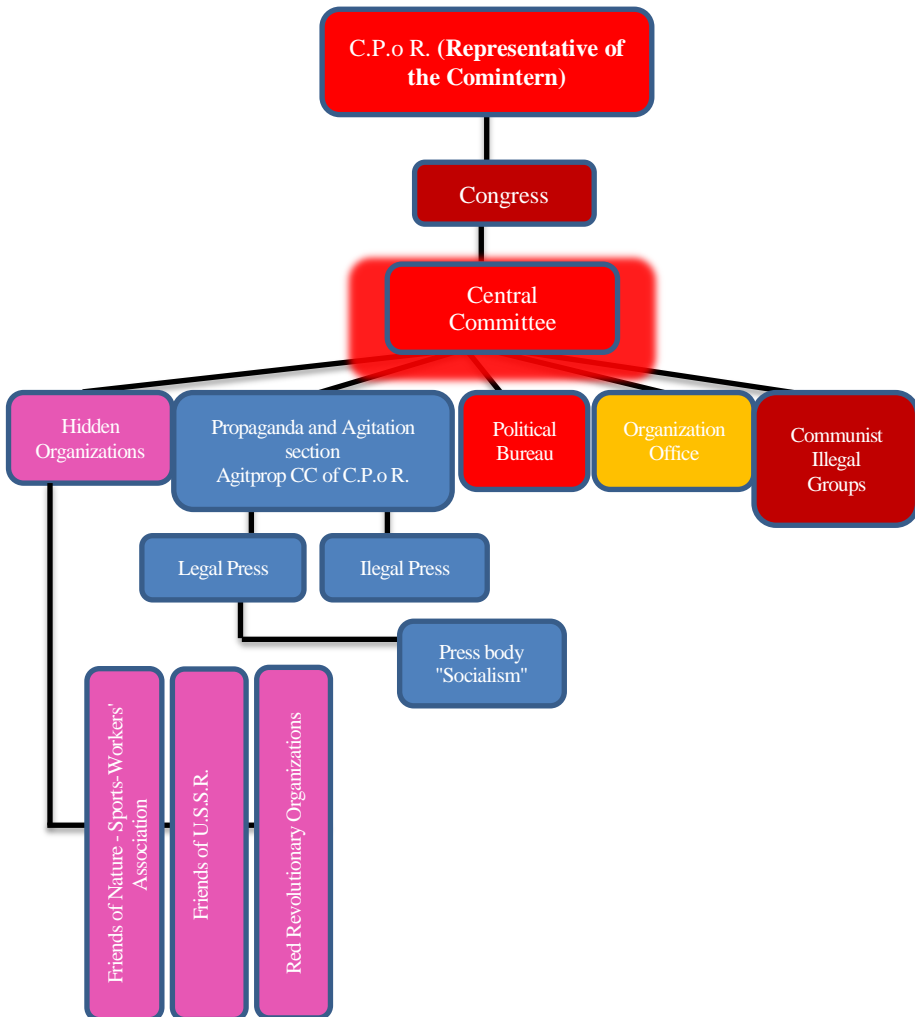 C.P.o R. (Representative of
the Comintern)
Congress
Central
Committee
Hidden
Organizations
Propaganda and Agitation
section
Agitprop CC of C.P.o R.
Political
Bureau
Organization
Office
Communist
Illegal
Groups
Legal Press
Ilegal Press
Press body
"Socialism"
Friends of Nature - Sports-Workers'
Association
Friends of U.S.S.R.
Red Revolutionary Organizations